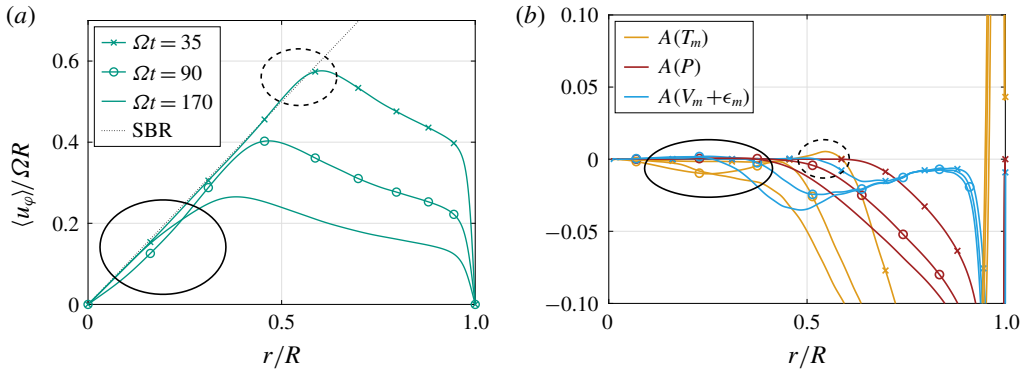 (a)
0.6
0.4
0.2
0
⟨u_φ⟩/ΩR
Ωt = 35
Ωt = 90
Ωt = 170
SBR
0 0.5 1.0
r/R
(b)
0.10
0.05
0
−0.05
−0.10
A(T_m)
A(P)
A(V_m + ϵ_m)
0 0.5 1.0
r/R